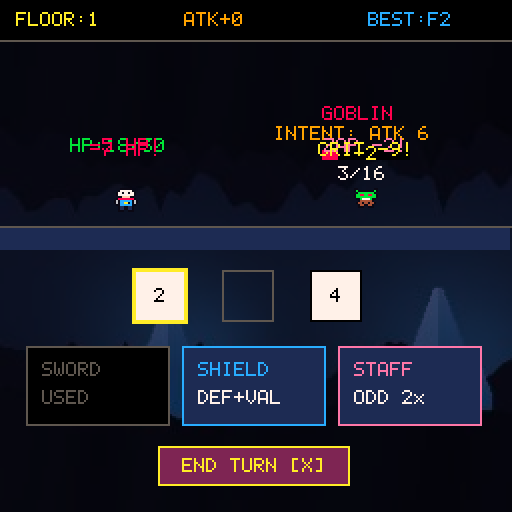 FLOOR:1 ATK+0 BEST:F2
GOBLIN
INTENT: ATK 6
3/16
2 4
SWORD SHIELD STAFF
USED DEF+VAL ODD 2x
END TURN [X]